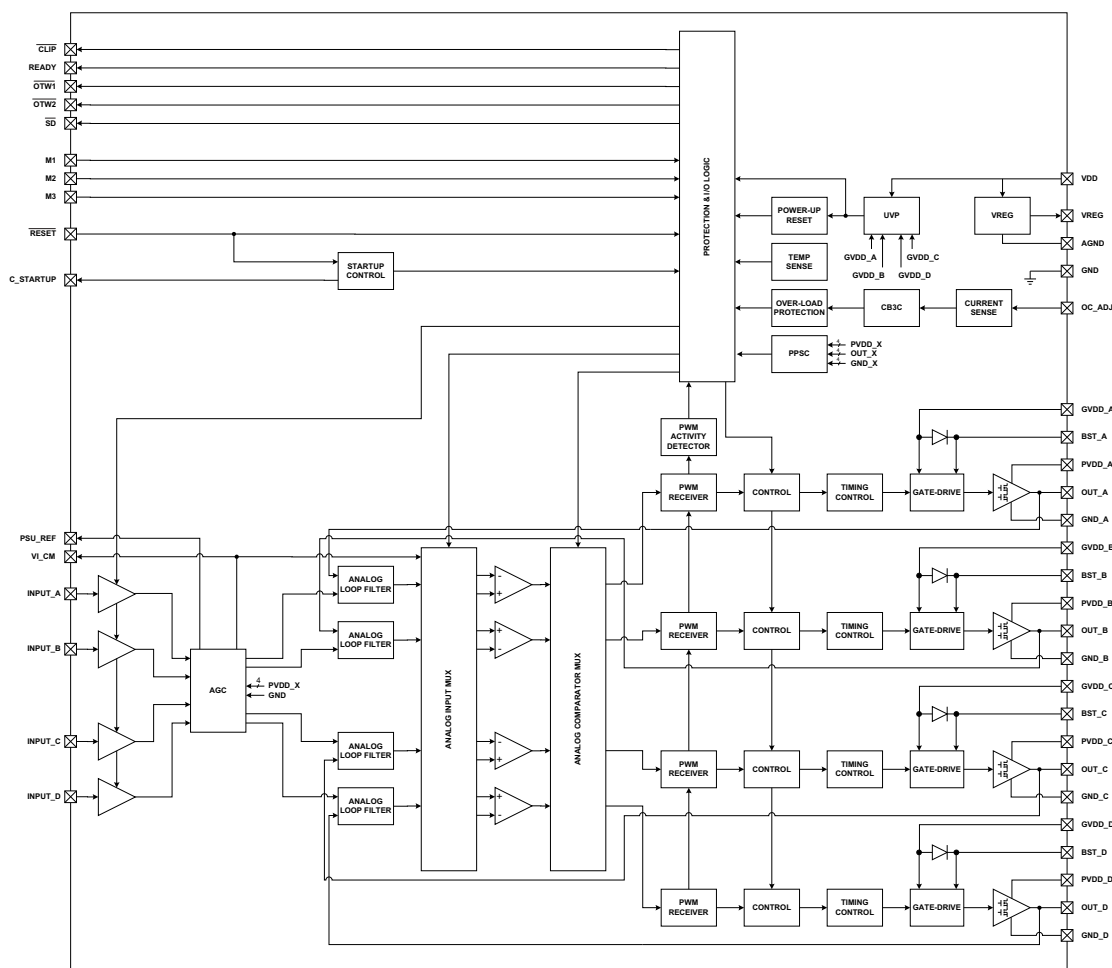 CLIP
READY
OTW1
OTW2
SD
M1
M2
M3
RESET
C_STARTUP
STARTUP
CONTROL
PROTECTION & I/O LOGIC
POWER-UP
RESET
UVP
GVDD_A
GVDD_B
GVDD_C
GVDD_D
VREG
TEMP
SENSE
OVER-LOAD
PROTECTION
CB3C
CURRENT
SENSE
PPSC
4
PVDD_X
4
OUT_X
4
GND_X
VDD
VREG
AGND
GND
OC_ADJ
PWM
ACTIVITY
DETECTOR
PWM
RECEIVER
CONTROL
TIMING
CONTROL
GATE-DRIVE
GVDD_A
BST_A
PVDD_A
OUT_A
GND_A
PSU_REF
VI_CM
INPUT_A
INPUT_B
INPUT_C
INPUT_D
AGC
4
PVDD_X
GND
ANALOG
LOOP FILTER
ANALOG
LOOP FILTER
ANALOG
LOOP FILTER
ANALOG
LOOP FILTER
ANALOG INPUT MUX
-
+
+
-
-
+
+
-
ANALOG COMPARATOR MUX
PWM
RECEIVER
CONTROL
TIMING
CONTROL
GATE-DRIVE
GVDD_B
BST_B
PVDD_B
OUT_B
GND_B
PWM
RECEIVER
CONTROL
TIMING
CONTROL
GATE-DRIVE
GVDD_C
BST_C
PVDD_C
OUT_C
GND_C
PWM
RECEIVER
CONTROL
TIMING
CONTROL
GATE-DRIVE
GVDD_D
BST_D
PVDD_D
OUT_D
GND_D